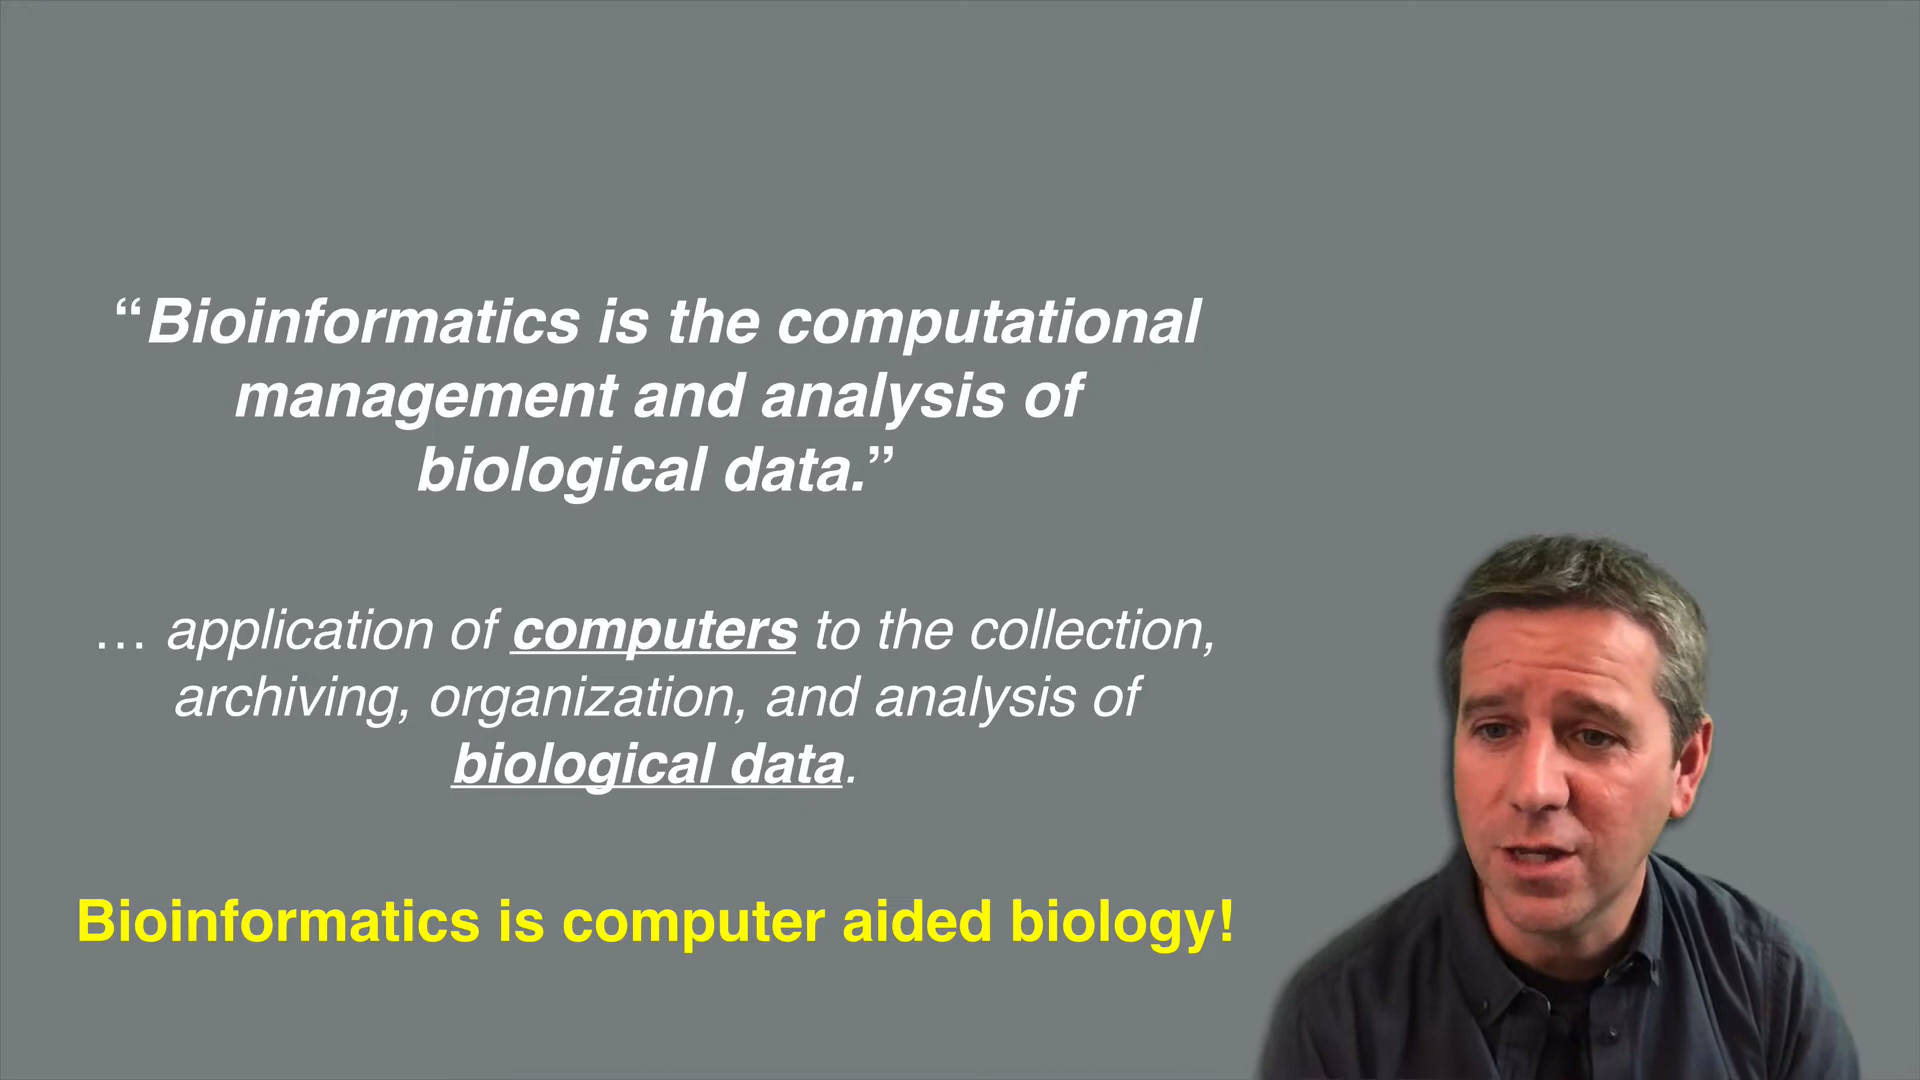 “Bioinformatics is the computational
management and analysis of
biological data.”
… application of computers to the collection,
archiving, organization, and analysis of
biological data.
Bioinformatics is computer aided biology!